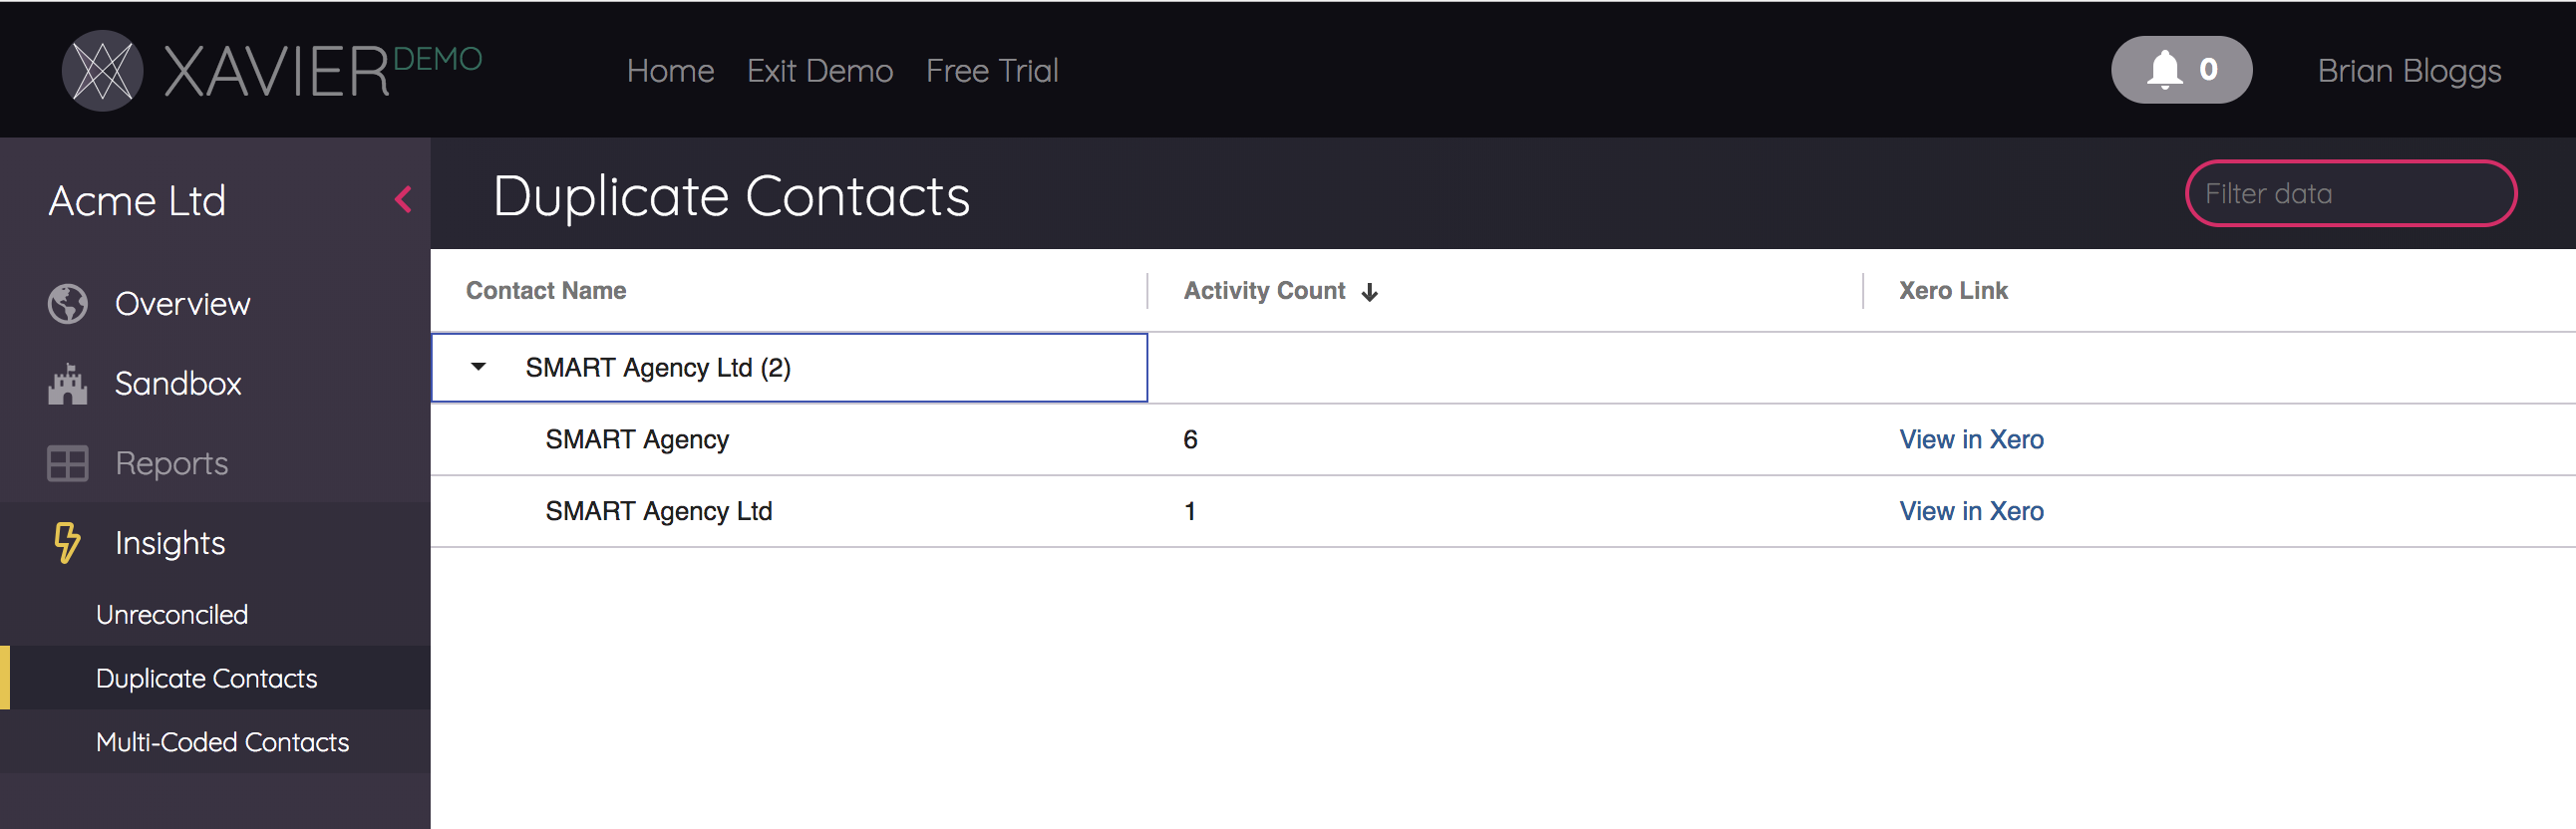 XAVIER DEMO
Home Exit Demo Free Trial
0
Brian Bloggs
Acme Ltd
Overview
Sandbox
Reports
Insights
Unreconciled
Duplicate Contacts
Multi-Coded Contacts
Duplicate Contacts
Filter data
Contact Name Activity Count Xero Link
SMART Agency Ltd (2)
SMART Agency 6 View in Xero
SMART Agency Ltd 1 View in Xero